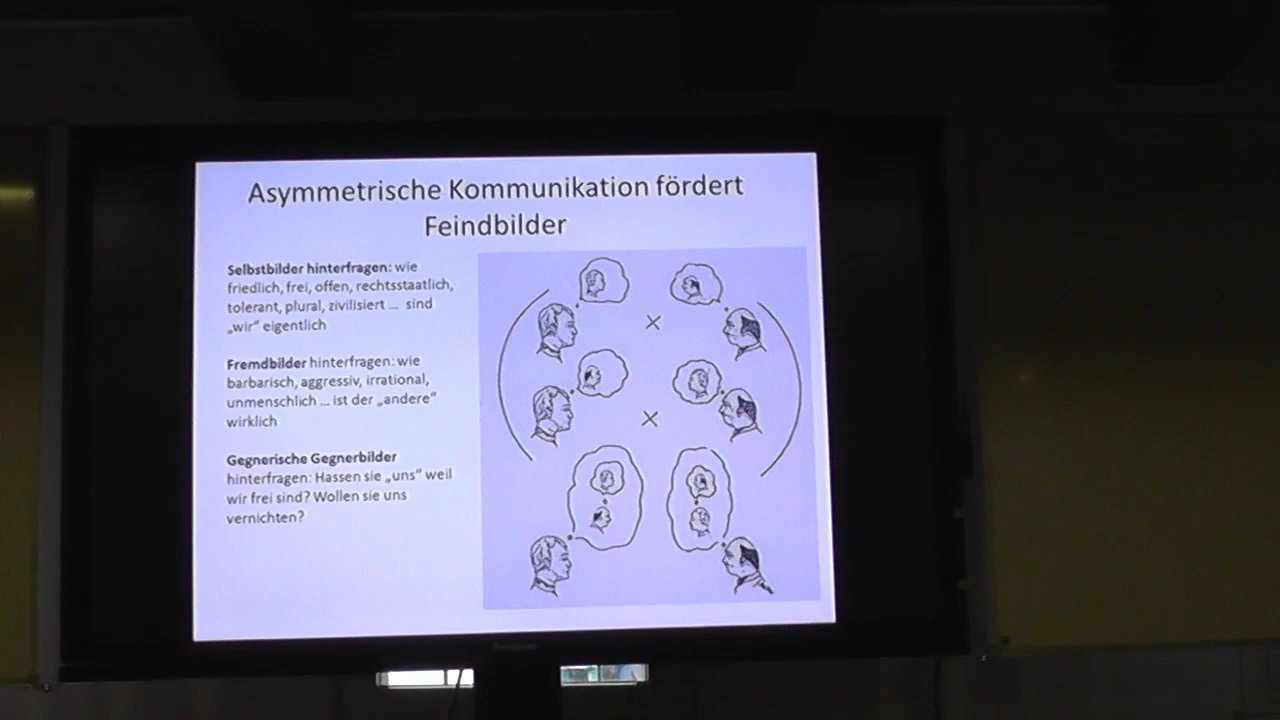 Asymmetrische Kommunikation fördert
Feindbilder
Selbstbilder hinterfragen: wie
friedlich, frei, offen, rechtsstaatlich,
tolerant, plural, zivilisiert ... sind
„wir" eigentlich
Fremdbilder hinterfragen: wie
barbarisch, aggressiv, irrational,
unmenschlich ... ist der „andere"
wirklich
Gegnerische Gegnerbilder
hinterfragen: Hassen sie „uns" weil
wir frei sind? Wollen sie uns
vernichten?